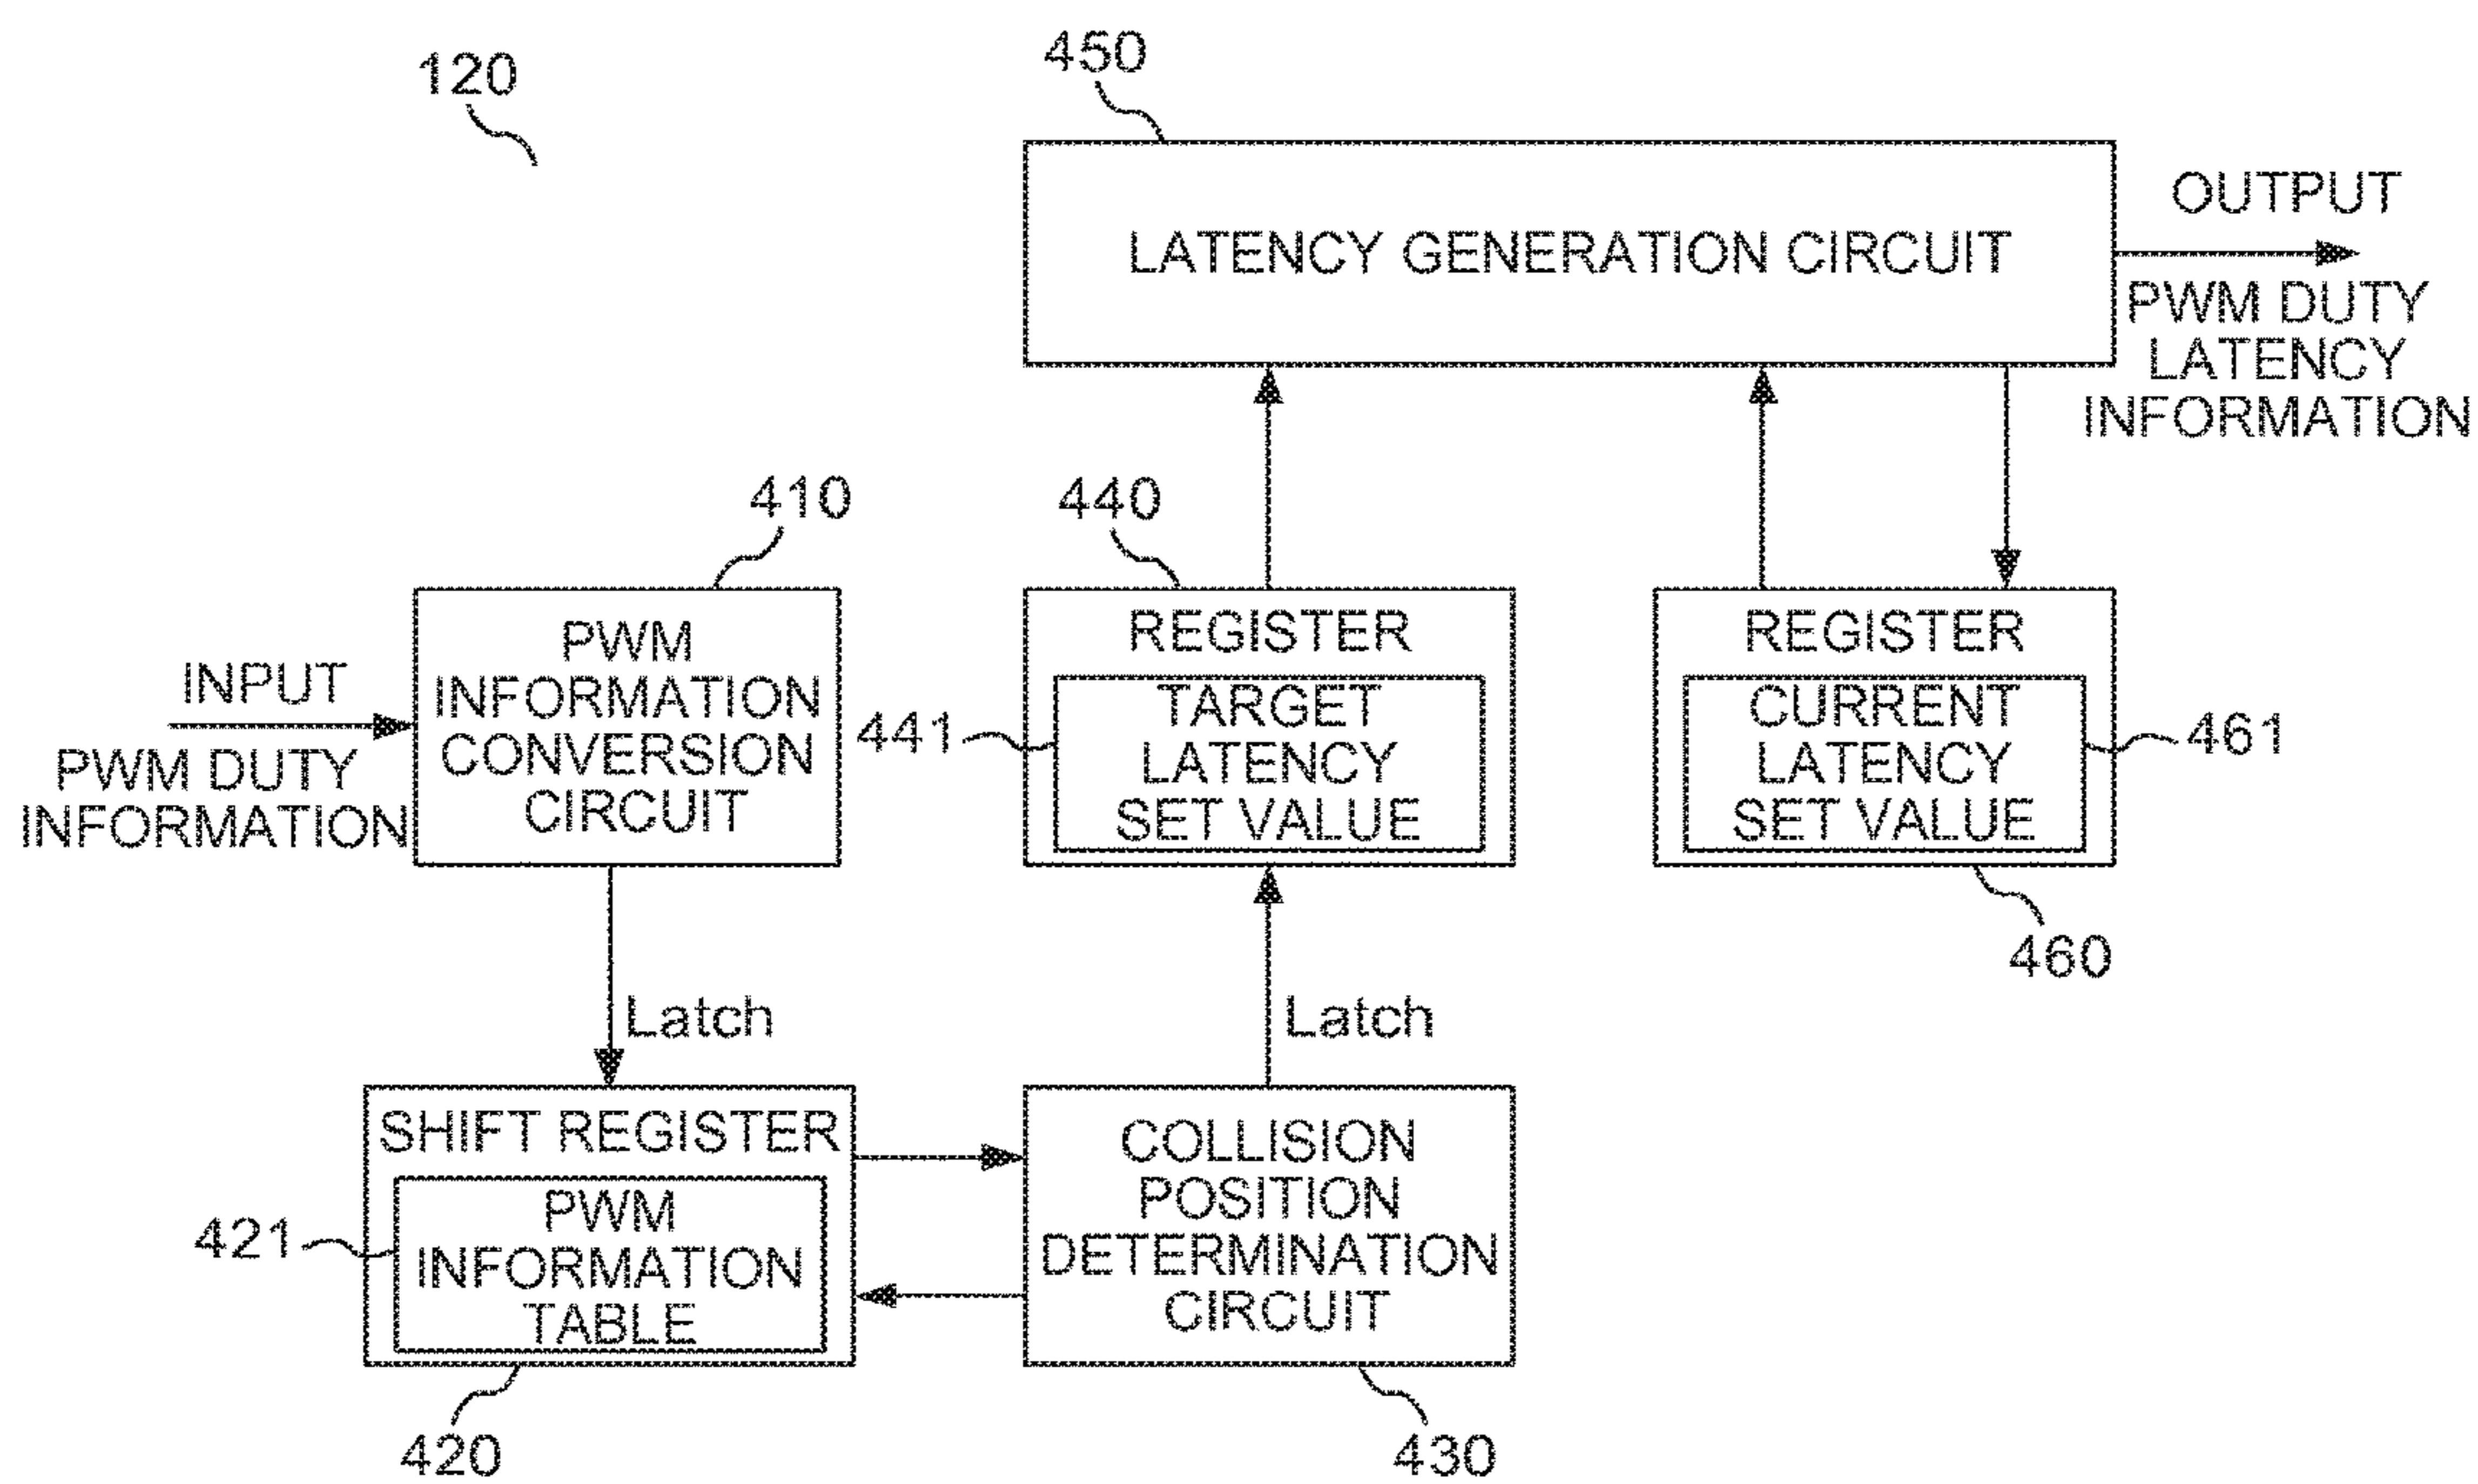 120
450
LATENCY GENERATION CIRCUIT
OUTPUT
PWM DUTY
LATENCY
INFORMATION
410
440
INPUT
PWM DUTY
INFORMATION
PWM
INFORMATION
CONVERSION
CIRCUIT
REGISTER
441
TARGET
LATENCY
SET VALUE
REGISTER
CURRENT
LATENCY
SET VALUE
461
460
Latch
Latch
SHIFT REGISTER
421
PWM
INFORMATION
TABLE
420
COLLISION
POSITION
DETERMINATION
CIRCUIT
430